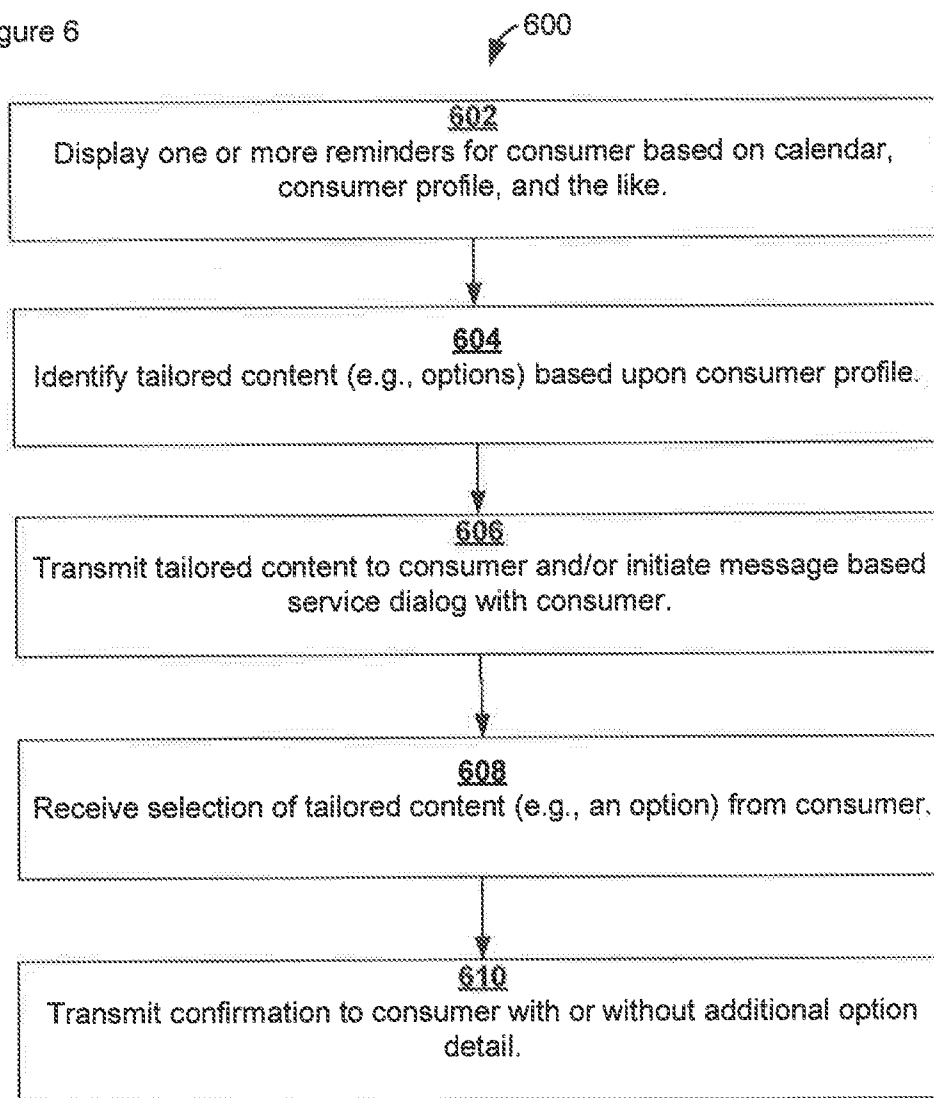 gure 6
600
602
Display one or more reminders for consumer based on calendar,
consumer profile, and the like.
604
Identify tailored content (e.g., options) based upon consumer profile.
606
Transmit tailored content to consumer and/or initiate message based
service dialog with consumer.
608
Receive selection of tailored content (e.g., an option) from consumer.
610
Transmit confirmation to consumer with or without additional option
detail.